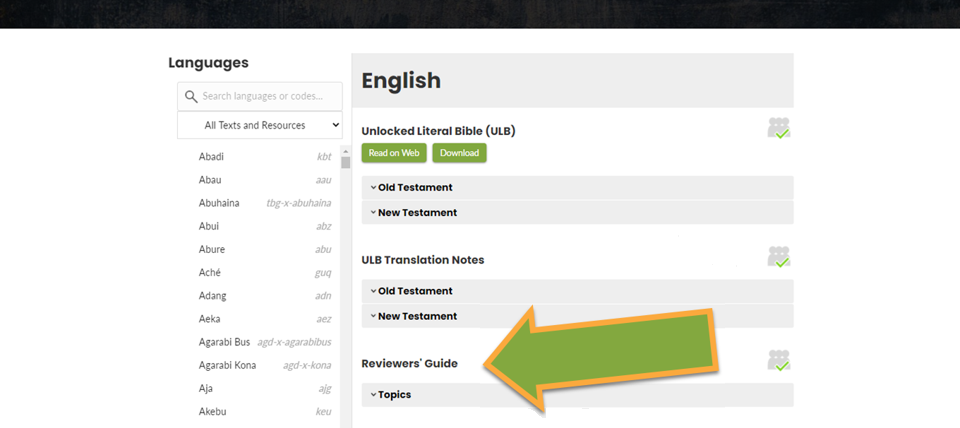 Languages
Search languages or codes...
All Texts and Resources
Abadi kbt
Abau aau
Abuhaina tbg-x-abuhaina
Abui abz
Abure abu
Aché guq
Adang adn
Aeka aez
Agarabi Bus agd-x-agarabibus
Agarabi Kona agd-x-kona
Aja ajg
Akebu keu
English
Unlocked Literal Bible (ULB)
Read on Web Download
Old Testament
New Testament
ULB Translation Notes
Old Testament
New Testament
Reviewers' Guide
Topics